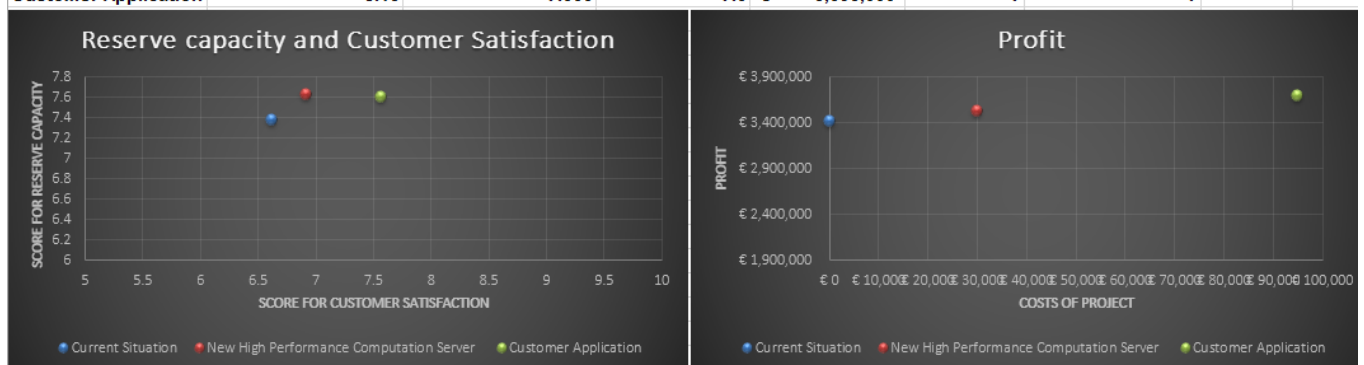 Customer Application
Reserve capacity and Customer Satisfaction
SCORE FOR RESERVE CAPACITY
7.8
7.6
7.4
7.2
7
6.8
6.6
6.4
6.2
6
5 5.5 6 6.5 7 7.5 8 8.5 9 9.5 10
SCORE FOR CUSTOMER SATISFACTION
Current Situation New High Performance Computation Server Customer Application
Profit
PROFIT
€ 3,900,000
€ 3,400,000
€ 2,900,000
€ 2,400,000
€ 1,900,000
€ 0 € 10,000 € 20,000 € 30,000 € 40,000 € 50,000 € 60,000 € 70,000 € 80,000 € 90,000 € 100,000
COSTS OF PROJECT
Current Situation New High Performance Computation Server Customer Application